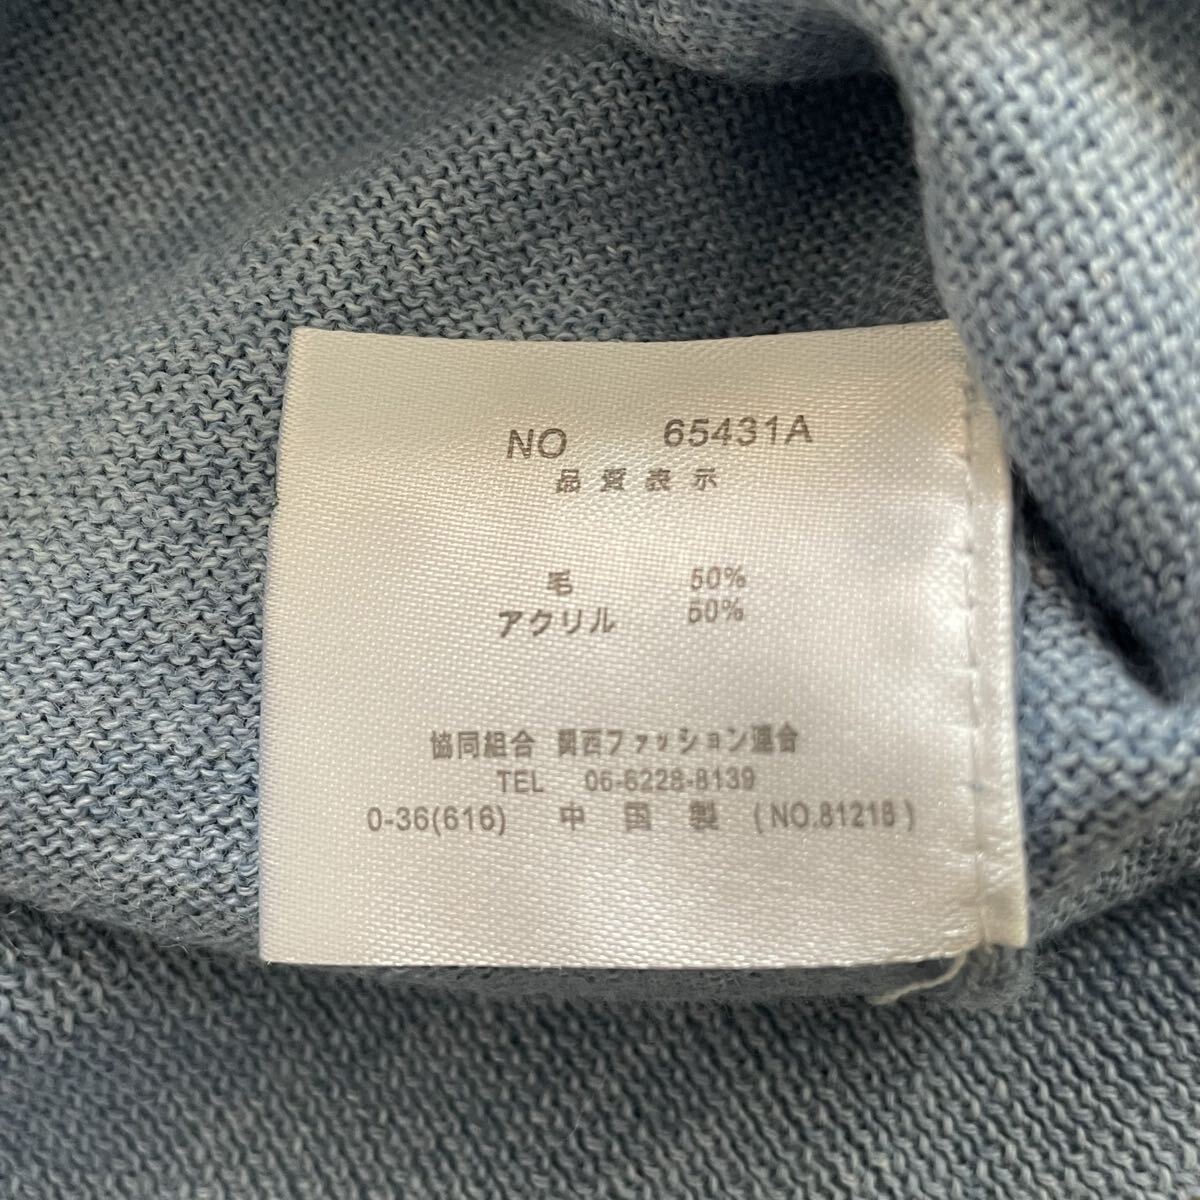 NO 65431A
品質表示
毛 50%
アクリル 50%
協同組合 関西ファッション連合
TEL 06-6228-8139
0-36(616) 中国製 (NO.81218)